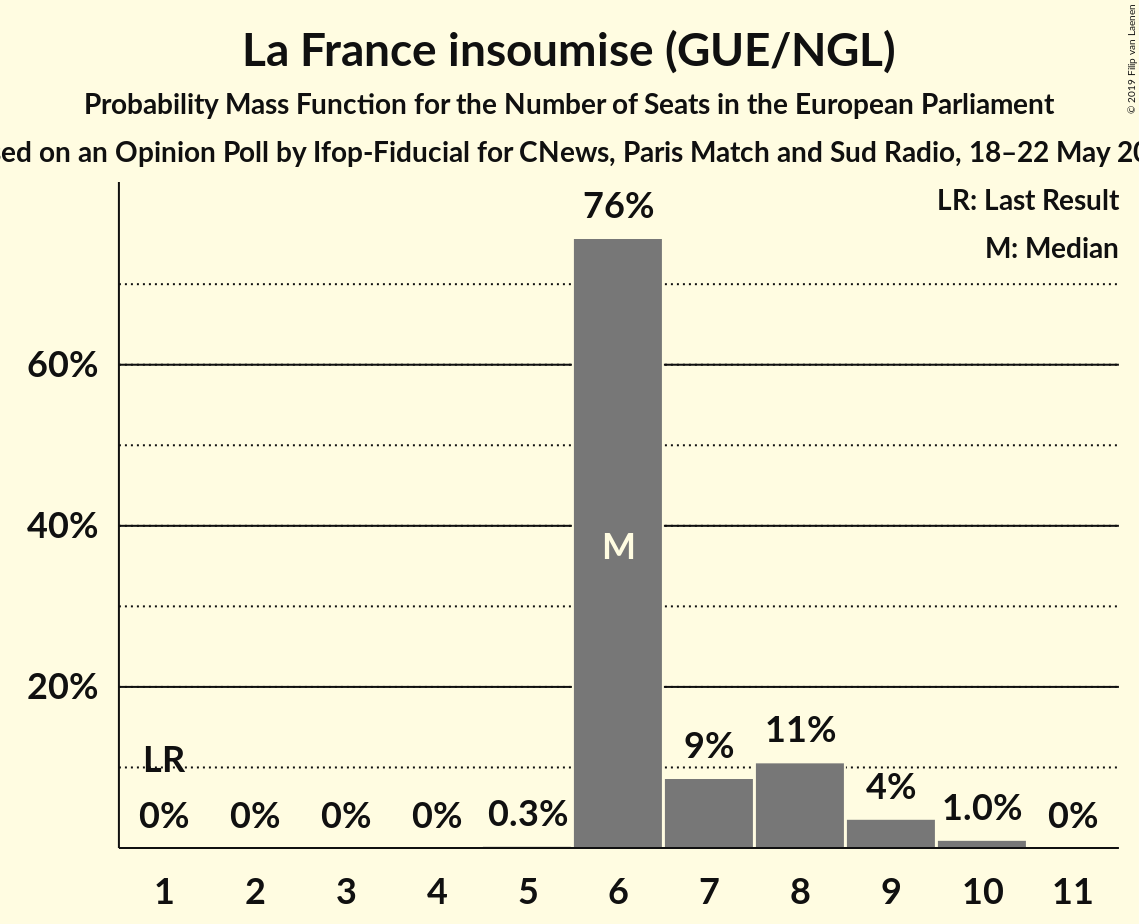 La France insoumise (GUE/NGL)
Probability Mass Function for the Number of Seats in the European Parliament
on an Opinion Poll by Ifop-Fiducial for CNews, Paris Match and Sud Radio, 18–22 May
© 2019 Filip van Laenen
LR: Last Result
M: Median
76%
60%
40%
M
20%
11%
9%
LR
4%
0% 0% 0% 0% 0.3% 1.0% 0%
1 2 3 4 5 6 7 8 9 10 11